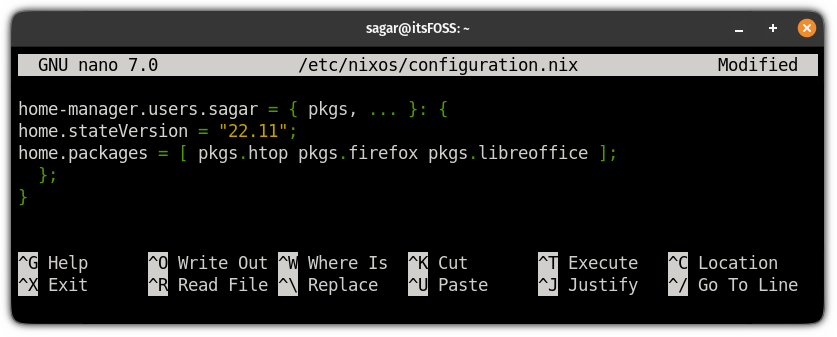 sagar@itsFOSS: ~
GNU nano 7.0 /etc/nixos/configuration.nix Modified
home-manager.users.sagar = { pkgs, ... }: {
home.stateVersion = "22.11";
home.packages = [ pkgs.htop pkgs.firefox pkgs.libreoffice ];
};
}
^G Help ^O Write Out ^W Where Is ^K Cut ^T Execute ^C Location
^X Exit ^R Read File ^\ Replace ^U Paste ^J Justify ^/ Go To Line